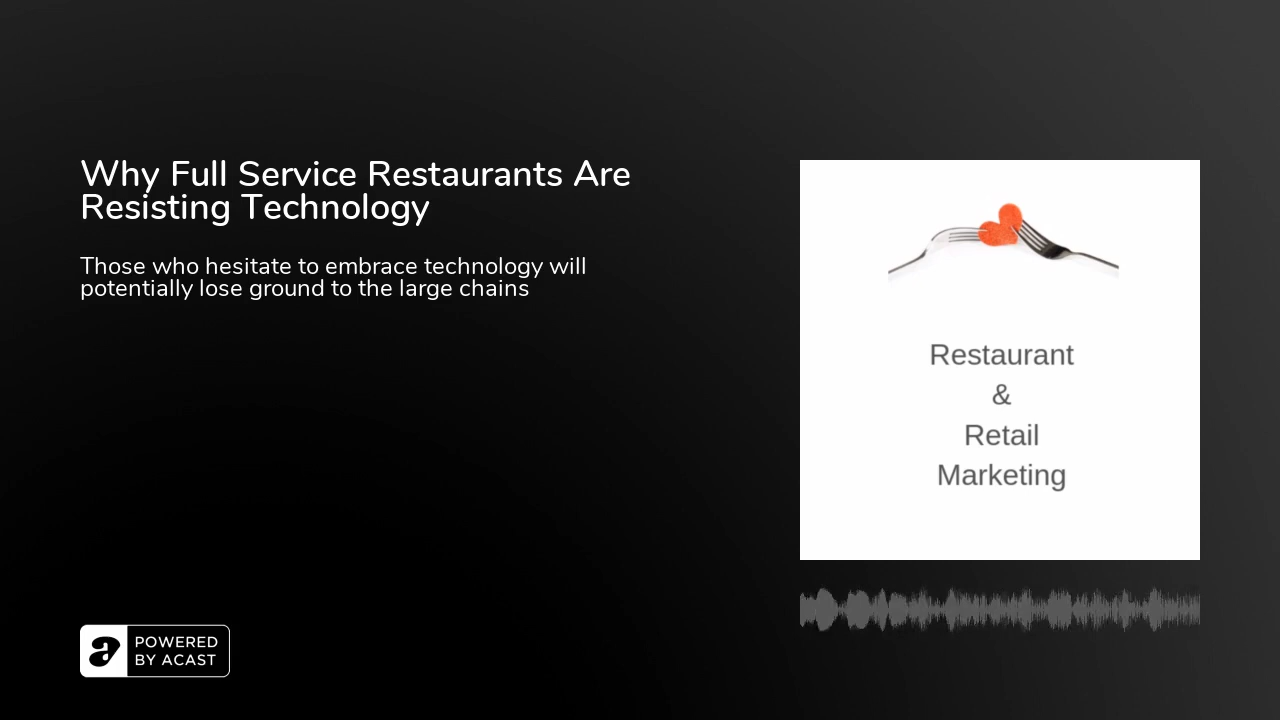 Why Full Service Restaurants Are
Resisting Technology
Those who hesitate to embrace technology will
potentially lose ground to the large chains
Restaurant
&
Retail
Marketing
a
POWERED
BY ACAST